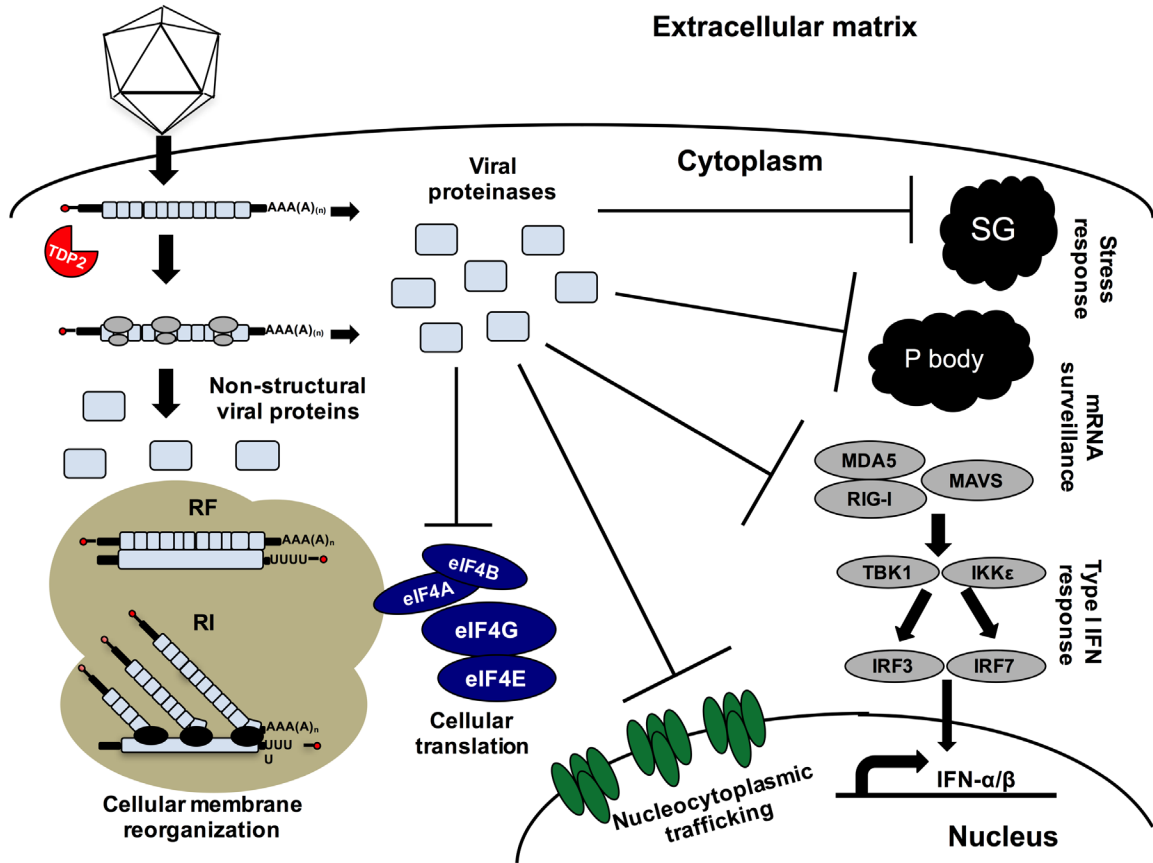 Extracellular matrix
Cytoplasm
Viral
proteinases
AAA(A)(n)
TDP2
AAA(A)(n)
Non-structural
viral proteins
RF
AAA(A)n
UUUU
RI
AAA(A)n
UUU
U
Cellular membrane
reorganization
eIF4B
eIF4A
eIF4G
eIF4E
Cellular
translation
SG
Stress
response
P body
mRNA
surveillance
MDA5
RIG-I
MAVS
TBK1
IKKε
Type I IFN
response
IRF3
IRF7
IFN-α/β
Nucleocytoplasmic
trafficking
Nucleus